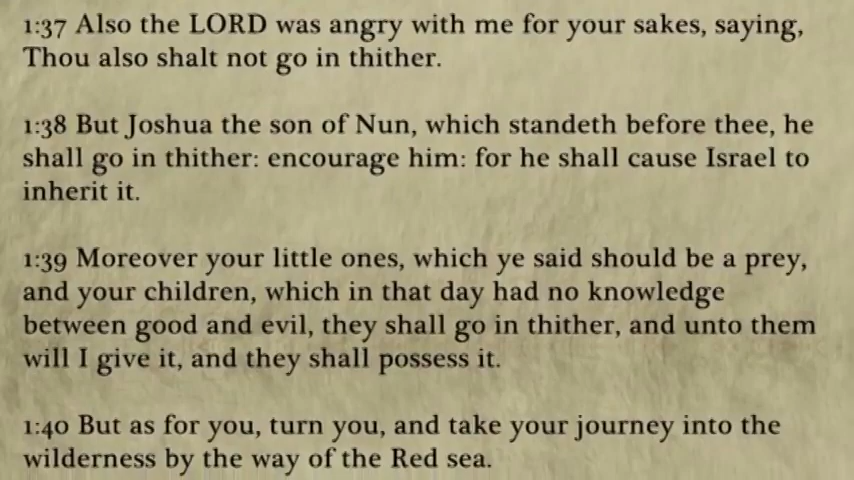 1:37 Also the LORD was angry with me for your sakes, saying,
Thou also shalt not go in thither.
1:38 But Joshua the son of Nun, which standeth before thee, he
shall go in thither: encourage him: for he shall cause Israel to
inherit it.
1:39 Moreover your little ones, which ye said should be a prey,
and your children, which in that day had no knowledge
between good and evil, they shall go in thither, and unto them
will I give it, and they shall possess it.
1:40 But as for you, turn you, and take your journey into the
wilderness by the way of the Red sea.